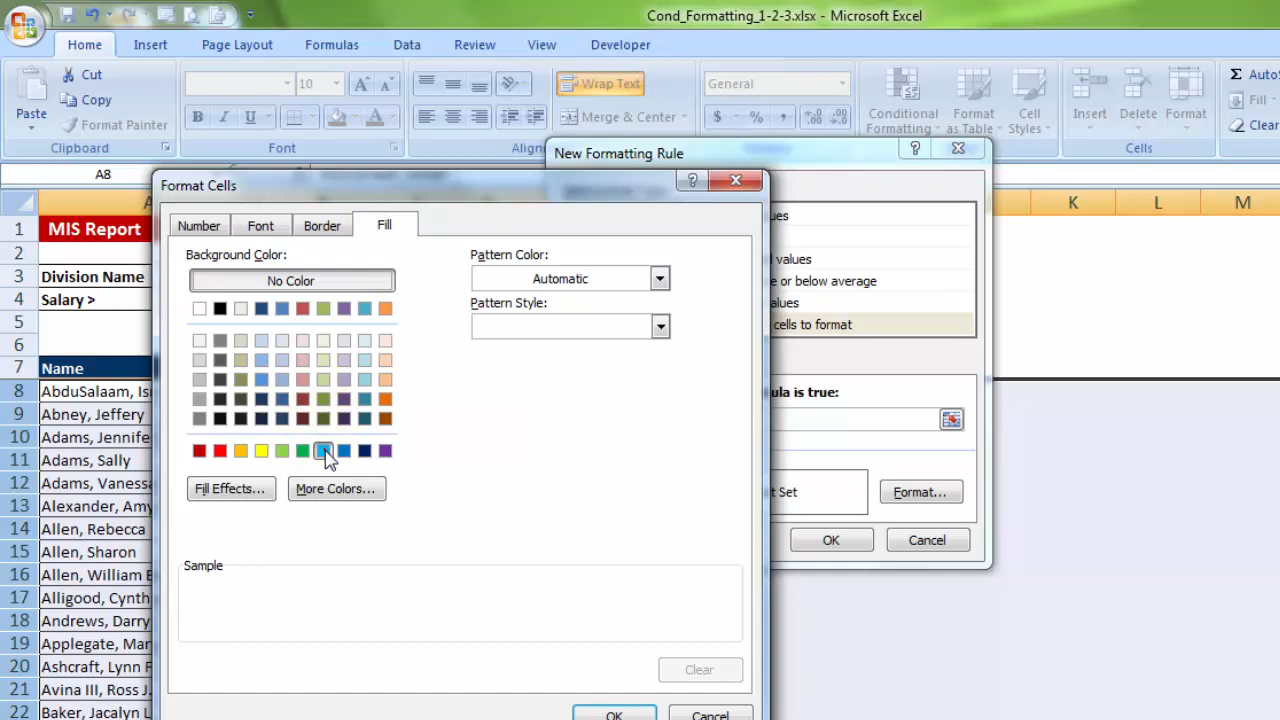 Cond_Formatting_1-2-3.xlsx - Microsoft Excel
Home Insert Page Layout Formulas Data Review View Developer
Paste
Cut
Copy
Format Painter
Clipboard
10
B I U
Font
Wrap Text
Merge & Center
General
$ % ,
Conditional Formatting
Format as Table
Cell Styles
Insert
Delete
Format
Cells
Σ Auto
Fill
Clear
A8
New Formatting Rule
Format Cells
Number Font Border Fill
Background Color:
No Color
Fill Effects...
More Colors...
Pattern Color:
Automatic
Pattern Style:
Sample
Clear
OK
Cancel
values
e or below average
cells to format
ula is true:
t Set
Format...
OK
Cancel
K L M
1 MIS Report
2
3 Division Name
4 Salary >
5
6
7 Name
8 AbduSalaam, Is
9 Abney, Jeffery
10 Adams, Jennife
11 Adams, Sally
12 Adams, Vanessa
13 Alexander, Amy
14 Allen, Rebecca
15 Allen, Sharon
16 Allen, William E
17 Alligood, Cynth
18 Andrews, Darry
19 Applegate, Mar
20 Ashcraft, Lynn F
21 Avina III, Ross J.
22 Baker, Jacalyn L